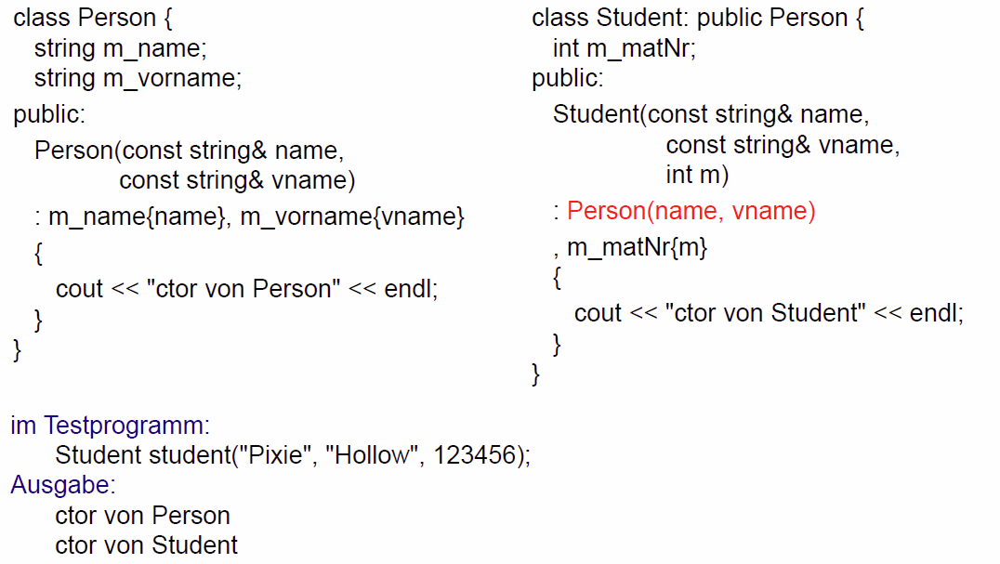 class Person {
string m_name;
string m_vorname;
public:
Person(const string& name,
const string& vname)
: m_name{name}, m_vorname{vname}
{
cout << "ctor von Person" << endl;
}
}
class Student: public Person {
int m_matNr;
public:
Student(const string& name,
const string& vname,
int m)
: Person(name, vname)
, m_matNr{m}
{
cout << "ctor von Student" << endl;
}
}
im Testprogramm:
Student student("Pixie", "Hollow", 123456);
Ausgabe:
ctor von Person
ctor von Student